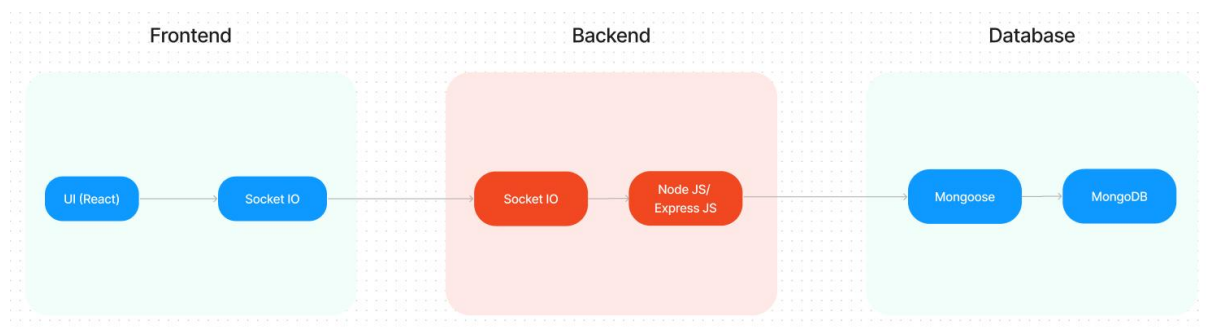 Frontend
Backend
Database
UI (React)
Socket IO
Socket IO
Node JS/
Express JS
Mongoose
MongoDB